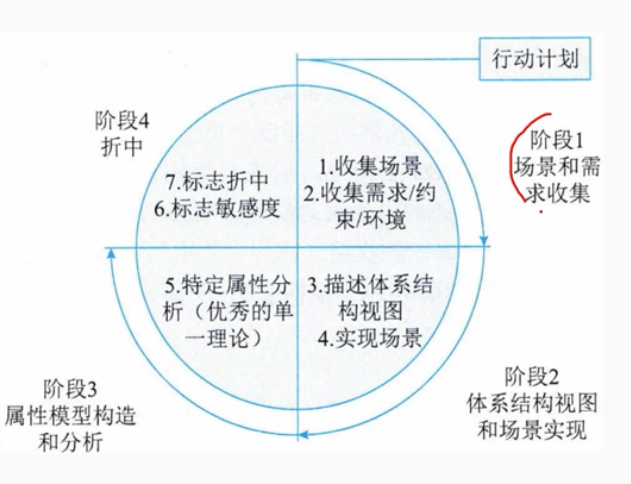 行动计划
阶段4
折中
阶段1
场景和需
求收集
7.标志折中
6.标志敏感度
1.收集场景
2.收集需求/约
束/环境
5.特定属性分
析（优秀的单
一理论）
3.描述体系结
构视图
4.实现场景
阶段3
属性模型构造
和分析
阶段2
体系结构视图
和场景实现